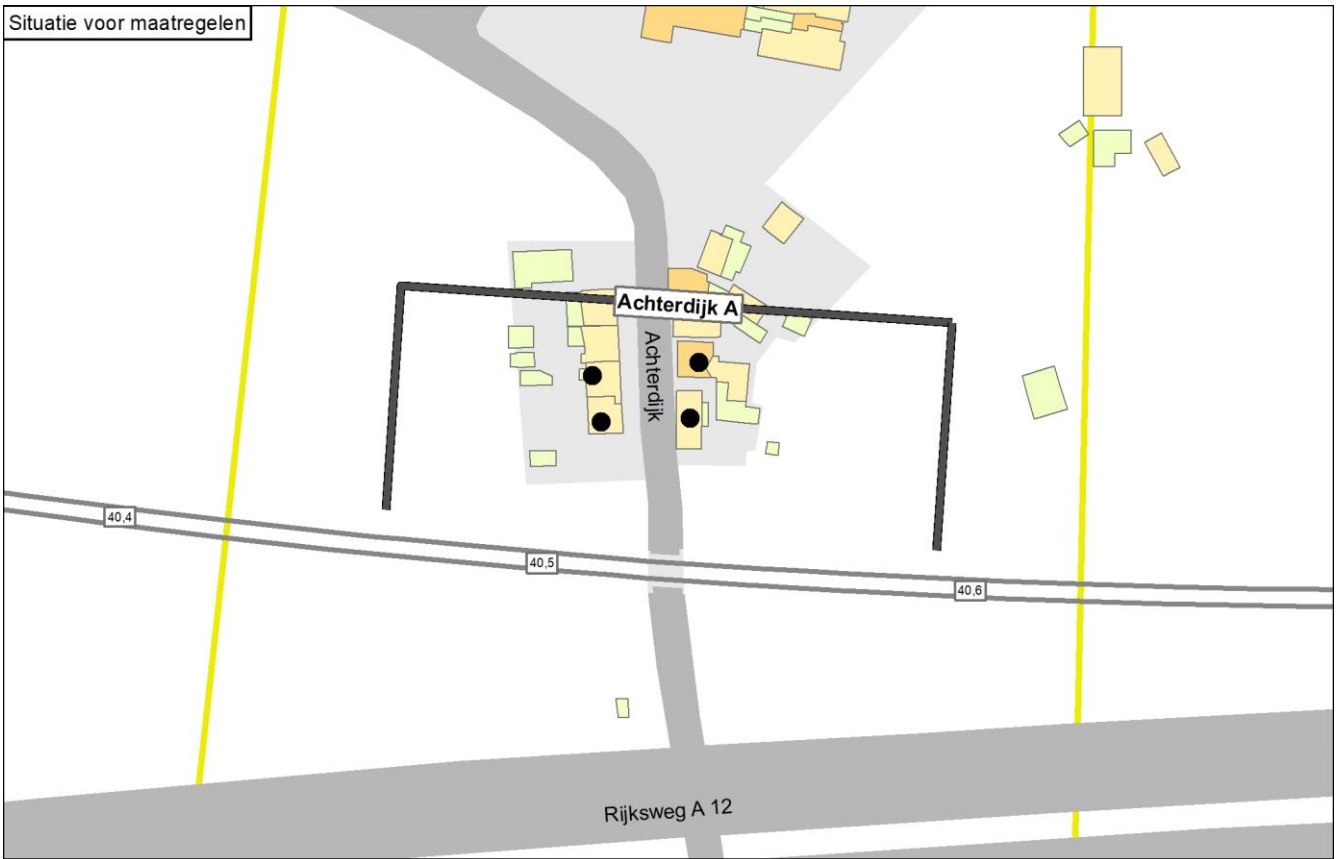 Situatie voor maatregelen
Achterdijk A
Achterdijk
40,4
40,5
40,6
Rijksweg A 12